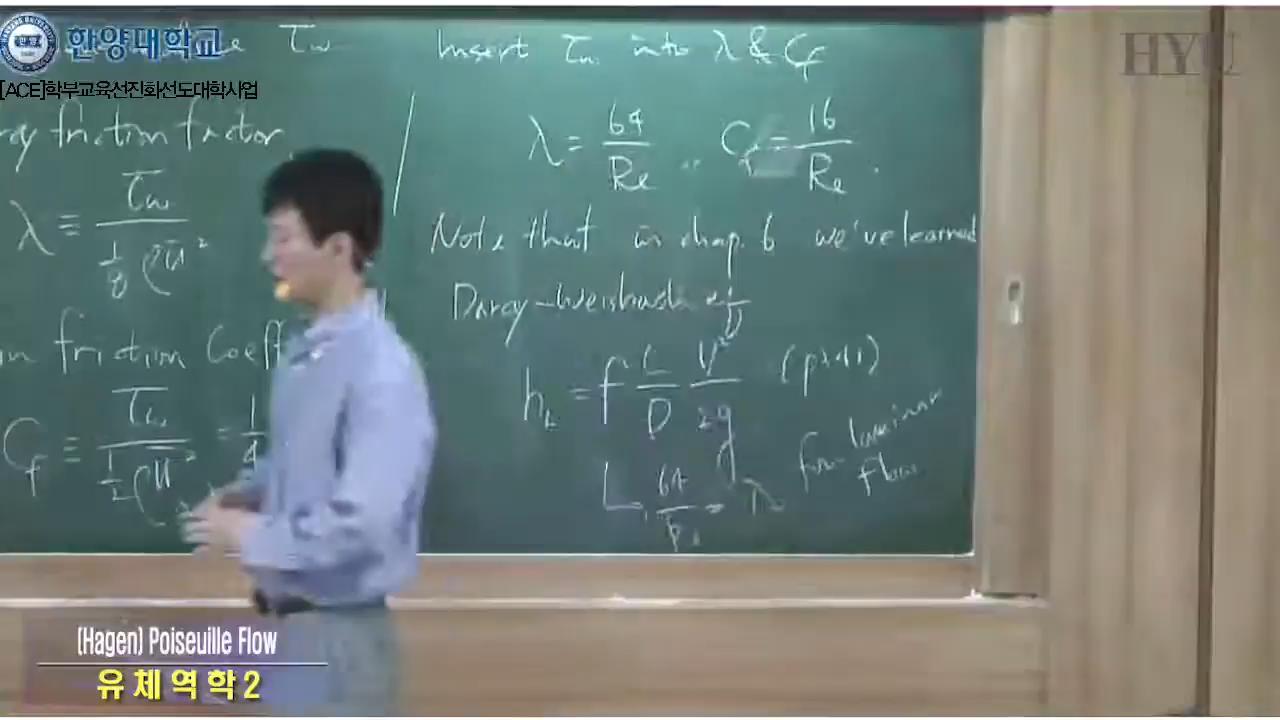 한양대학교
[ACE]학부교육선진화선도대학사업
HYU
τw
friction factor
λ ≡ τw / (1/8 ρū²)
friction Coeff
Cf ≡ τw / (1/2 ρū²) = 1/4
Insert τw into λ & Cf
λ = 64/Re, Cf = 16/Re.
Note that in chap. 6 we've learned
Darcy-Weisbach
hL = f L/D V²/2g
64/Re = λ
for laminar
flow
(Hagen) Poiseuille Flow
유체역학2